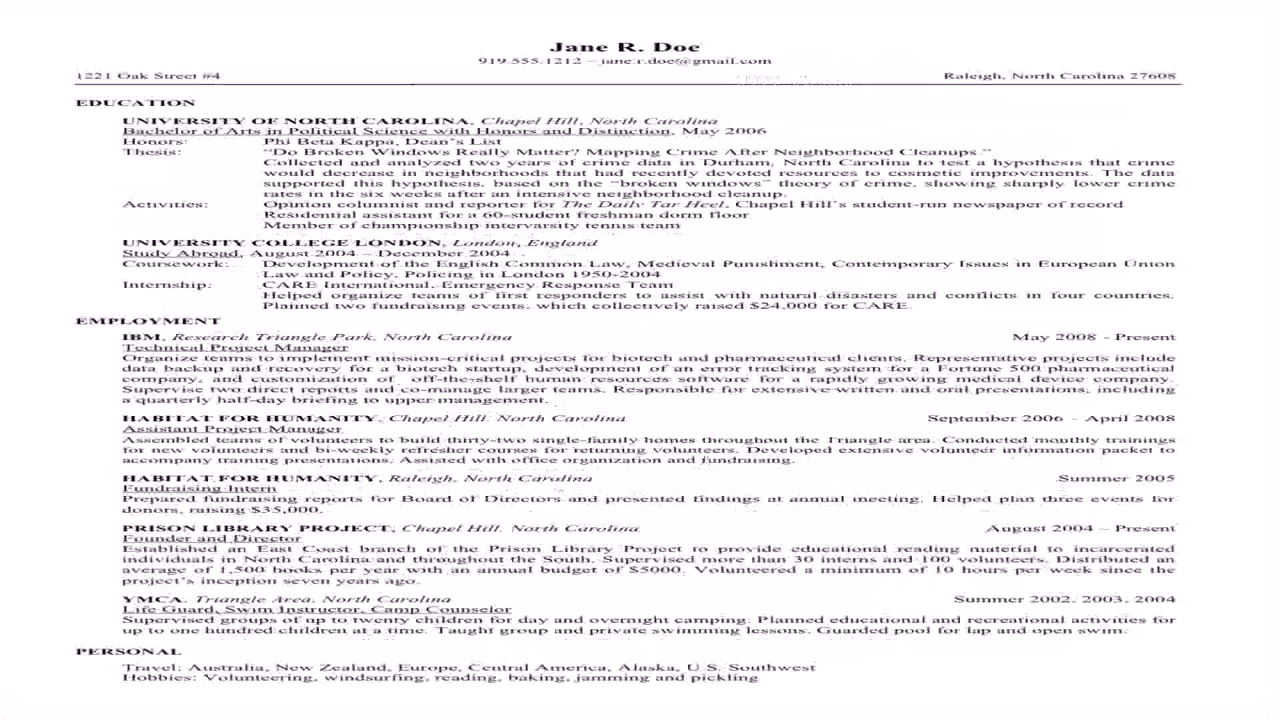 Jane R. Doe
919.555.1212 – jane.r.doe@gmail.com
1221 Oak Street #4 Raleigh, North Carolina 27608
EDUCATION
UNIVERSITY OF NORTH CAROLINA, Chapel Hill, North Carolina
Bachelor of Arts in Political Science with Honors and Distinction, May 2006
Honors: Phi Beta Kappa, Dean's List
Thesis: "Do Broken Windows Really Matter? Mapping Crime After Neighborhood Cleanups."
Collected and analyzed two years of crime data in Durham, North Carolina to test a hypothesis that crime
would decrease in neighborhoods that had recently devoted resources to cosmetic improvements. The data
supported this hypothesis, based on the "broken windows" theory of crime, showing sharply lower crime
rates in the six weeks after an intensive neighborhood cleanup.
Activities: Opinion columnist and reporter for The Daily Tar Heel, Chapel Hill's student-run newspaper of record
Residential assistant for a 60-student freshman dorm floor
Member of championship intervarsity tennis team
UNIVERSITY COLLEGE LONDON, London, England
Study Abroad, August 2004 – December 2004
Coursework: Development of the English Common Law, Medieval Punishment, Contemporary Issues in European Union
Law and Policy, Policing in London 1950-2004
Internship: CARE International, Emergency Response Team
Helped organize teams of first responders to assist with natural disasters and conflicts in four countries.
Planned two fundraising events, which collectively raised $24,000 for CARE.
EMPLOYMENT
IBM, Research Triangle Park, North Carolina May 2008 - Present
Technical Project Manager
Organize teams to implement mission-critical projects for biotech and pharmaceutical clients. Representative projects include
data backup and recovery for a biotech startup, development of an error tracking system for a Fortune 500 pharmaceutical
company, and customization of off-the-shelf human resources software for a rapidly growing medical device company.
Supervise two direct reports and co-manage larger teams. Responsible for extensive written and oral presentations, including
a quarterly half-day briefing to upper management.
HABITAT FOR HUMANITY, Chapel Hill, North Carolina September 2006 – April 2008
Assistant Project Manager
Assembled teams of volunteers to build thirty-two single-family homes throughout the Triangle area. Conducted monthly trainings
for new volunteers and bi-weekly refresher courses for returning volunteers. Developed extensive volunteer information packet to
accompany training presentations. Assisted with office organization and fundraising.
HABITAT FOR HUMANITY, Raleigh, North Carolina Summer 2005
Fundraising Intern
Prepared fundraising reports for Board of Directors and presented findings at annual meeting. Helped plan three events for
donors, raising $35,000.
PRISON LIBRARY PROJECT, Chapel Hill, North Carolina August 2004 – Present
Founder and Director
Established an East Coast branch of the Prison Library Project to provide educational reading material to incarcerated
individuals in North Carolina and throughout the South. Supervised more than 30 interns and 100 volunteers. Distributed an
average of 1,500 books per year with an annual budget of $5000. Volunteered a minimum of 10 hours per week since the
project's inception seven years ago.
YMCA, Triangle Area, North Carolina Summer 2002, 2003, 2004
Life Guard, Swim Instructor, Camp Counselor
Supervised groups of up to twenty children for day and overnight camping. Planned educational and recreational activities for
up to one hundred children at a time. Taught group and private swimming lessons. Guarded pool for lap and open swim.
PERSONAL
Travel: Australia, New Zealand, Europe, Central America, Alaska, U.S. Southwest
Hobbies: Volunteering, windsurfing, reading, baking, jamming and pickling